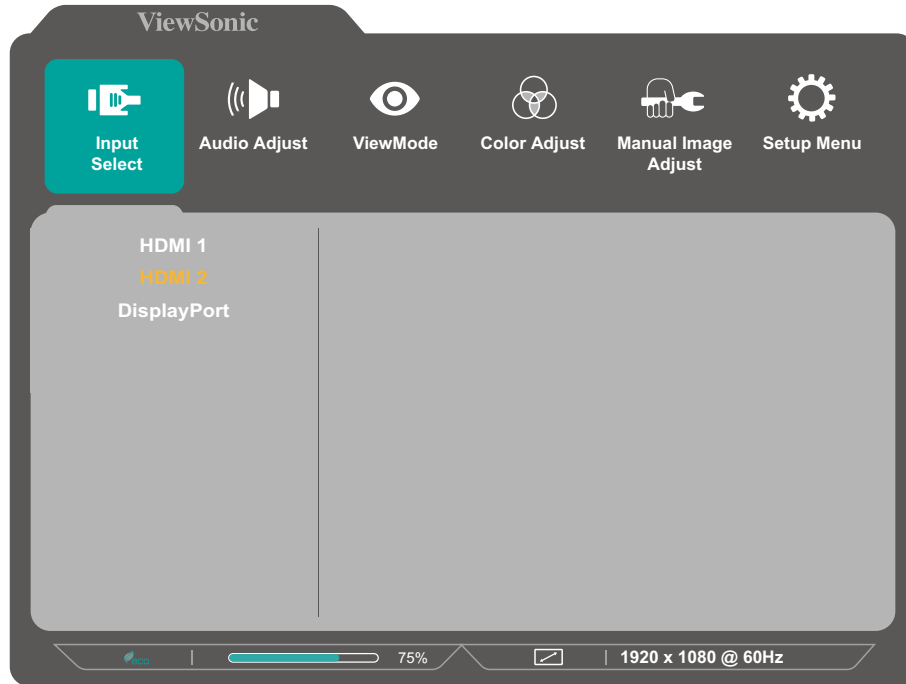 ViewSonic
Input Select
Audio Adjust
ViewMode
Color Adjust
Manual Image Adjust
Setup Menu
HDMI 1
HDMI 2
DisplayPort
eco
75%
1920 x 1080 @ 60Hz